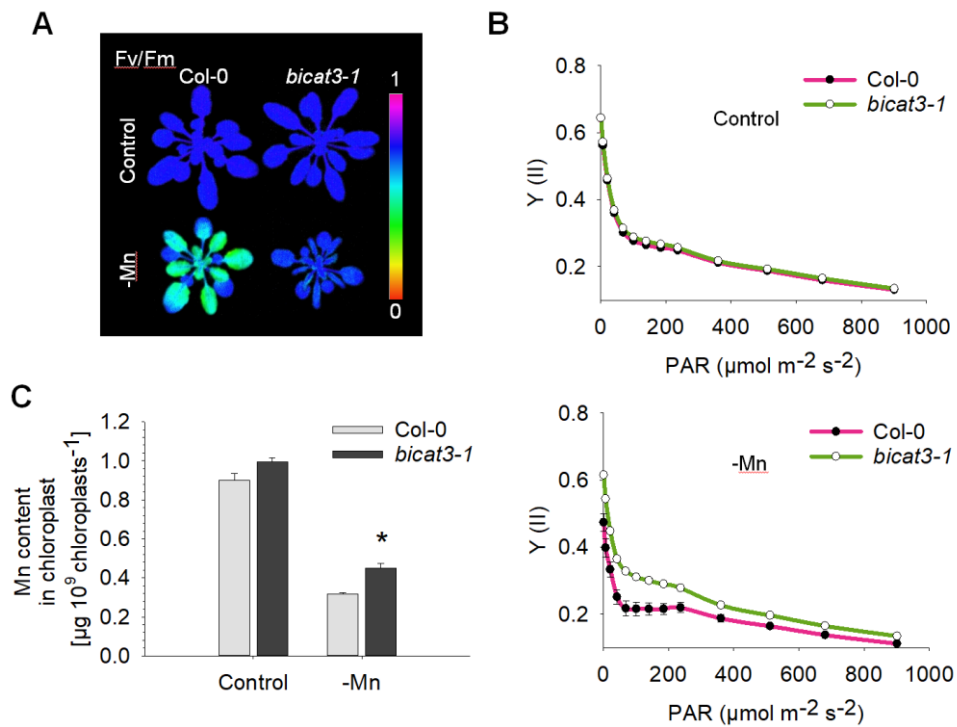 A
Fv/Fm
Col-0 bicat3-1
1
Control
-Mn
0
B
0.8
0.6
0.4
0.2
Y (II)
Control
Col-0
bicat3-1
0 200 400 600 800 1000
PAR (µmol m-2 s-2)
0.8
0.6
0.4
0.2
Y (II)
-Mn
Col-0
bicat3-1
0 200 400 600 800 1000
PAR (µmol m-2 s-2)
C
Mn content
in chloroplast
[µg 10⁹ chloroplasts-1]
1.2
1.0
0.8
0.6
0.4
0.2
0.0
Col-0
bicat3-1
*
Control -Mn